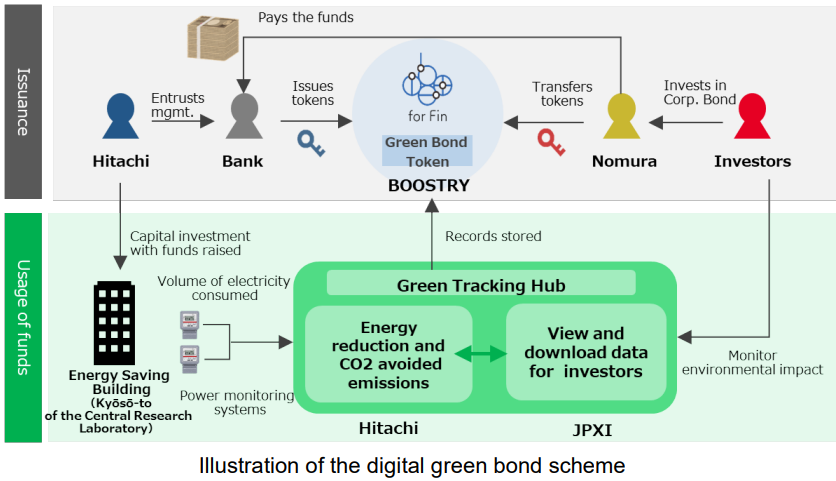 Issuance
Pays the funds
Entrusts
mgmt.
Issues
tokens
for Fin
Green Bond
Token
Transfers
tokens
Invests in
Corp. Bond
Hitachi
Bank
BOOSTRY
Nomura
Investors
Usage of funds
Capital investment
with funds raised
Records stored
Volume of electricity
consumed
Green Tracking Hub
Energy
reduction and
CO2 avoided
emissions
View and
download data
for investors
Monitor
environmental impact
Energy Saving
Building
(Kyōsō-to
of the Central Research
Laboratory)
Power monitoring
systems
Hitachi
JPXI
Illustration of the digital green bond scheme